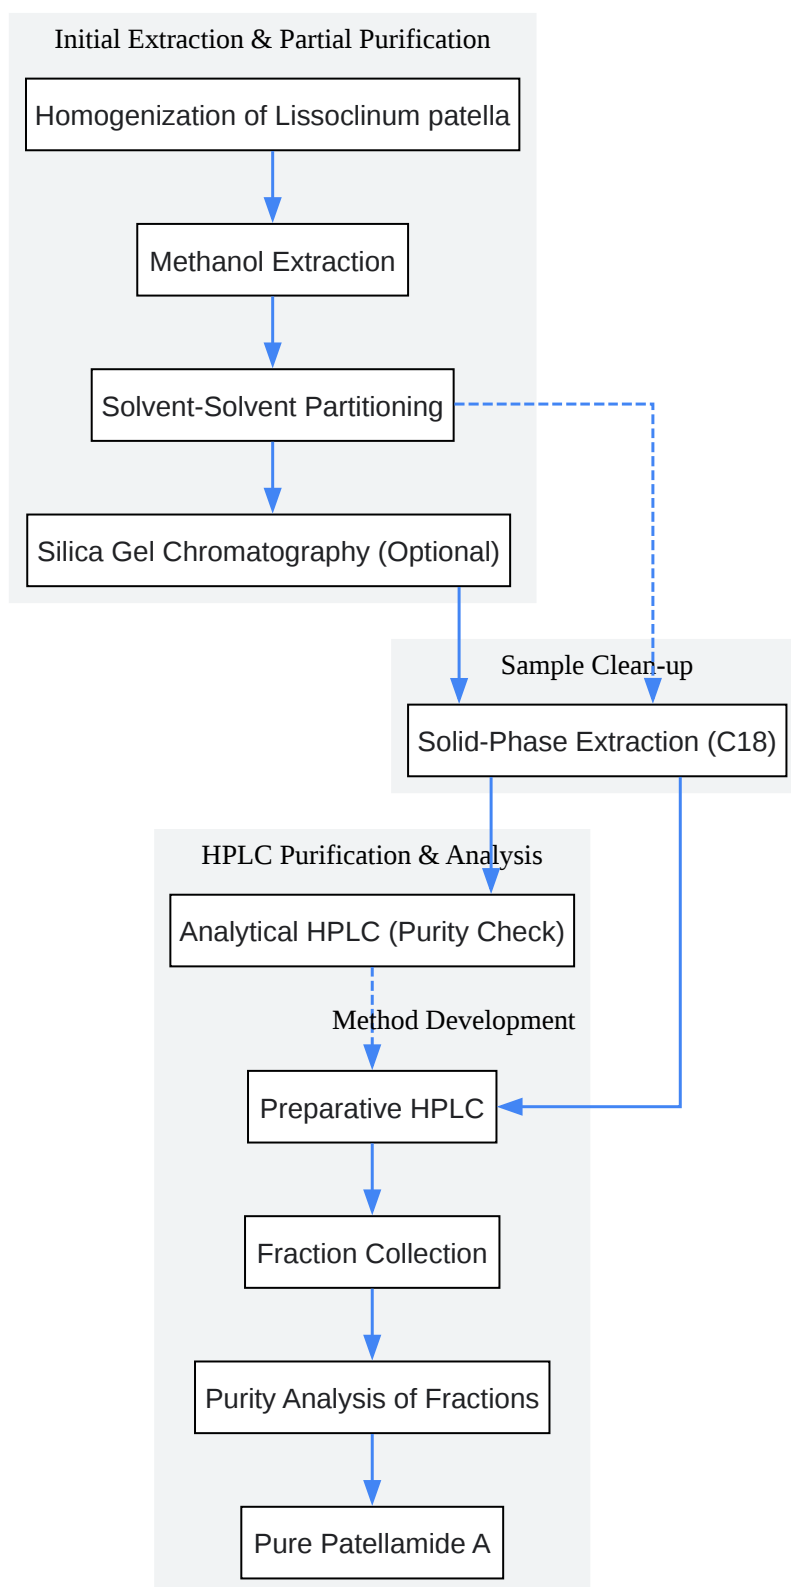 Initial Extraction & Partial Purification
Homogenization of Lissoclinum patella
Methanol Extraction
Solvent-Solvent Partitioning
Silica Gel Chromatography (Optional)
Sample Clean-up
Solid-Phase Extraction (C18)
HPLC Purification & Analysis
Analytical HPLC (Purity Check)
Method Development
Preparative HPLC
Fraction Collection
Purity Analysis of Fractions
Pure Patellamide A